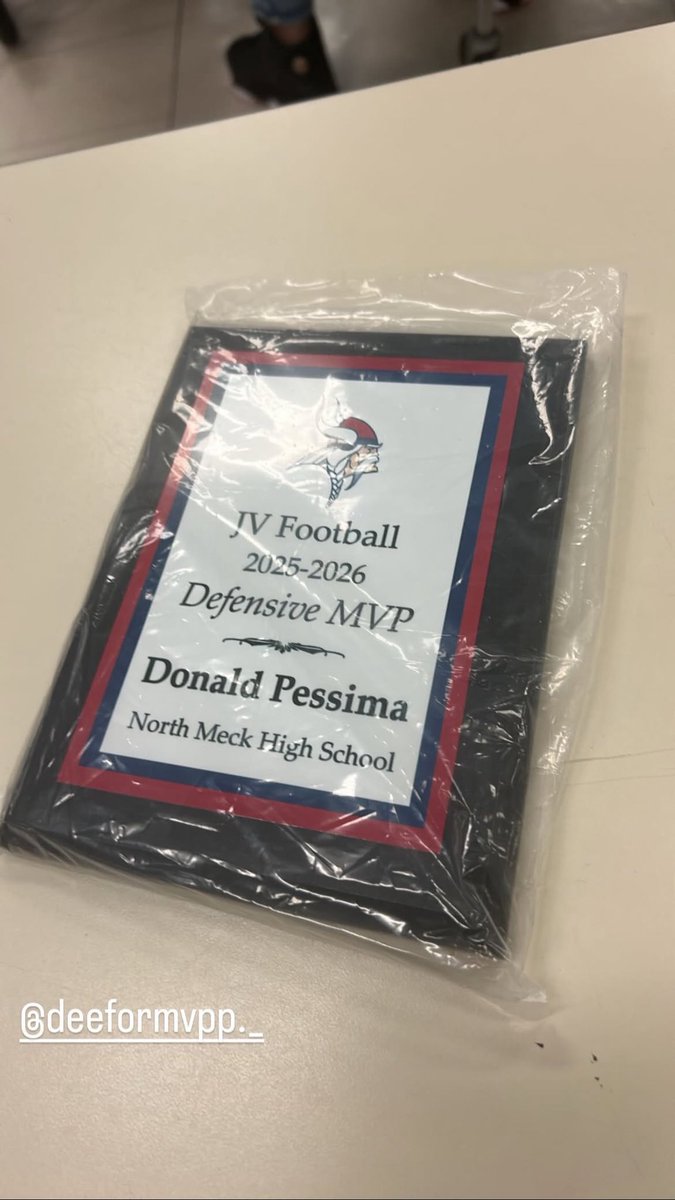 JV Football
2025-2026
Defensive MVP
Donald Pessima
North Meck High School
@deeformvpp._